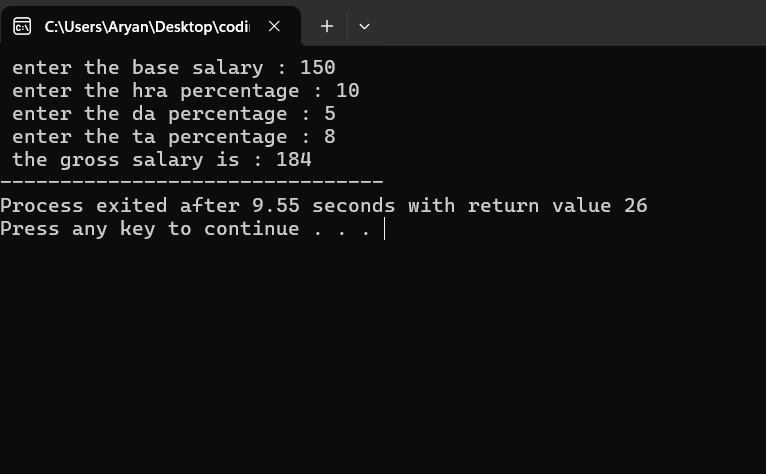 C:\Users\Aryan\Desktop\codi
enter the base salary : 150
enter the hra percentage : 10
enter the da percentage : 5
enter the ta percentage : 8
the gross salary is : 184
--------------------------------
Process exited after 9.55 seconds with return value 26
Press any key to continue . . .